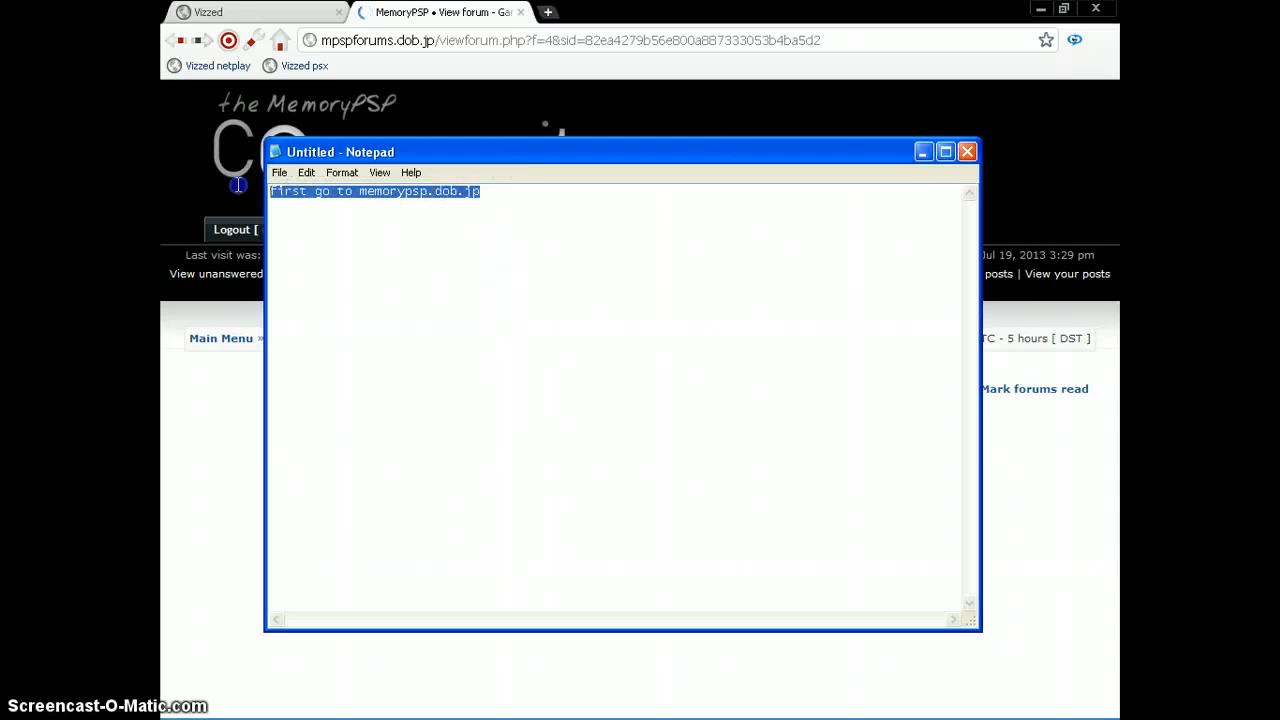 Vizzed
MemoryPSP • View forum - Ga
mpspforums.dob.jp/viewforum.php?f=4&sid=82ea4279b56e800a887333053b4ba5d2
Vizzed netplay
Vizzed psx
the MemoryPSP
Untitled - Notepad
File Edit Format View Help
first go to memorypsp.dob.jp
Logout [
Last visit was:
Jul 19, 2013 3:29 pm
View unanswered
posts | View your posts
Main Menu »
TC - 5 hours [ DST ]
Mark forums read
Screencast-O-Matic.com